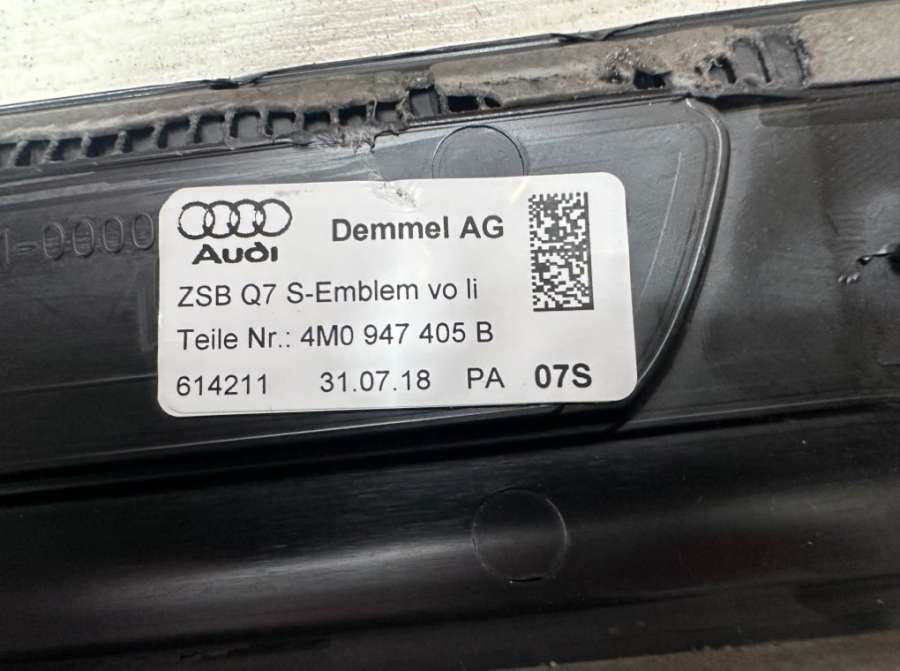 Audi
Demmel AG
ZSB Q7 S-Emblem vo li
Teile Nr.: 4M0 947 405 B
614211 31.07.18 PA 07S
-0000